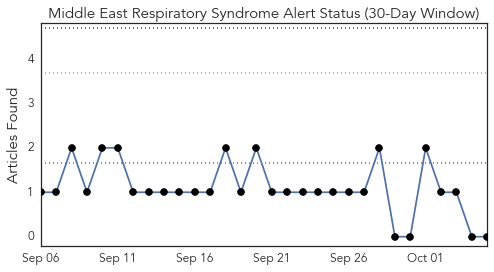 Middle East Respiratory Syndrome Alert Status (30-Day Window)
Articles Found
4
3
2
1
0
Sep 06 Sep 11 Sep 16 Sep 21 Sep 26 Oct 01